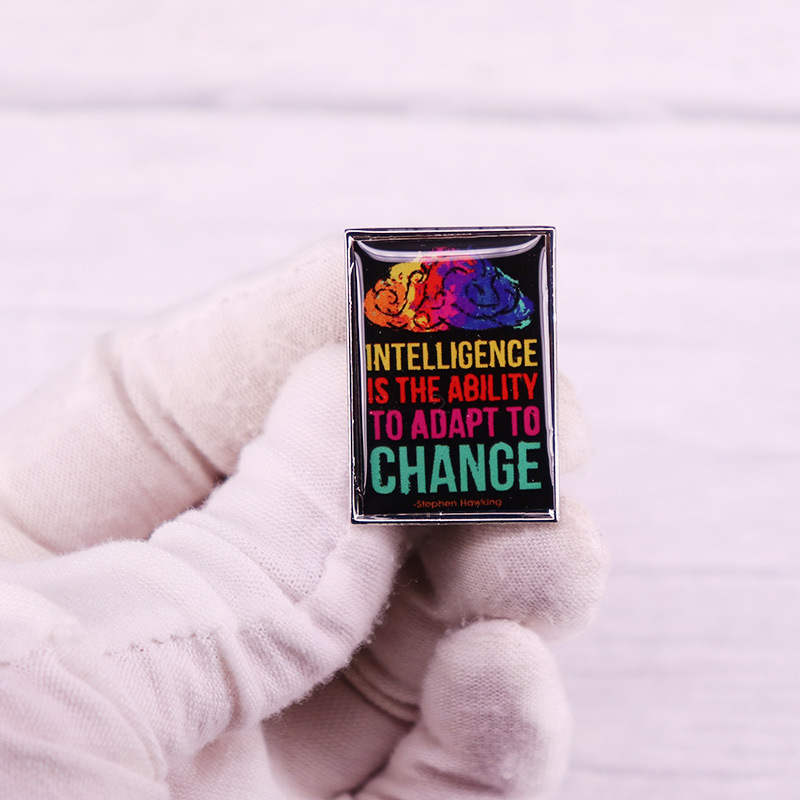 INTELLIGENCE
IS THE ABILITY
TO ADAPT TO
CHANGE
-Stephen Hawking